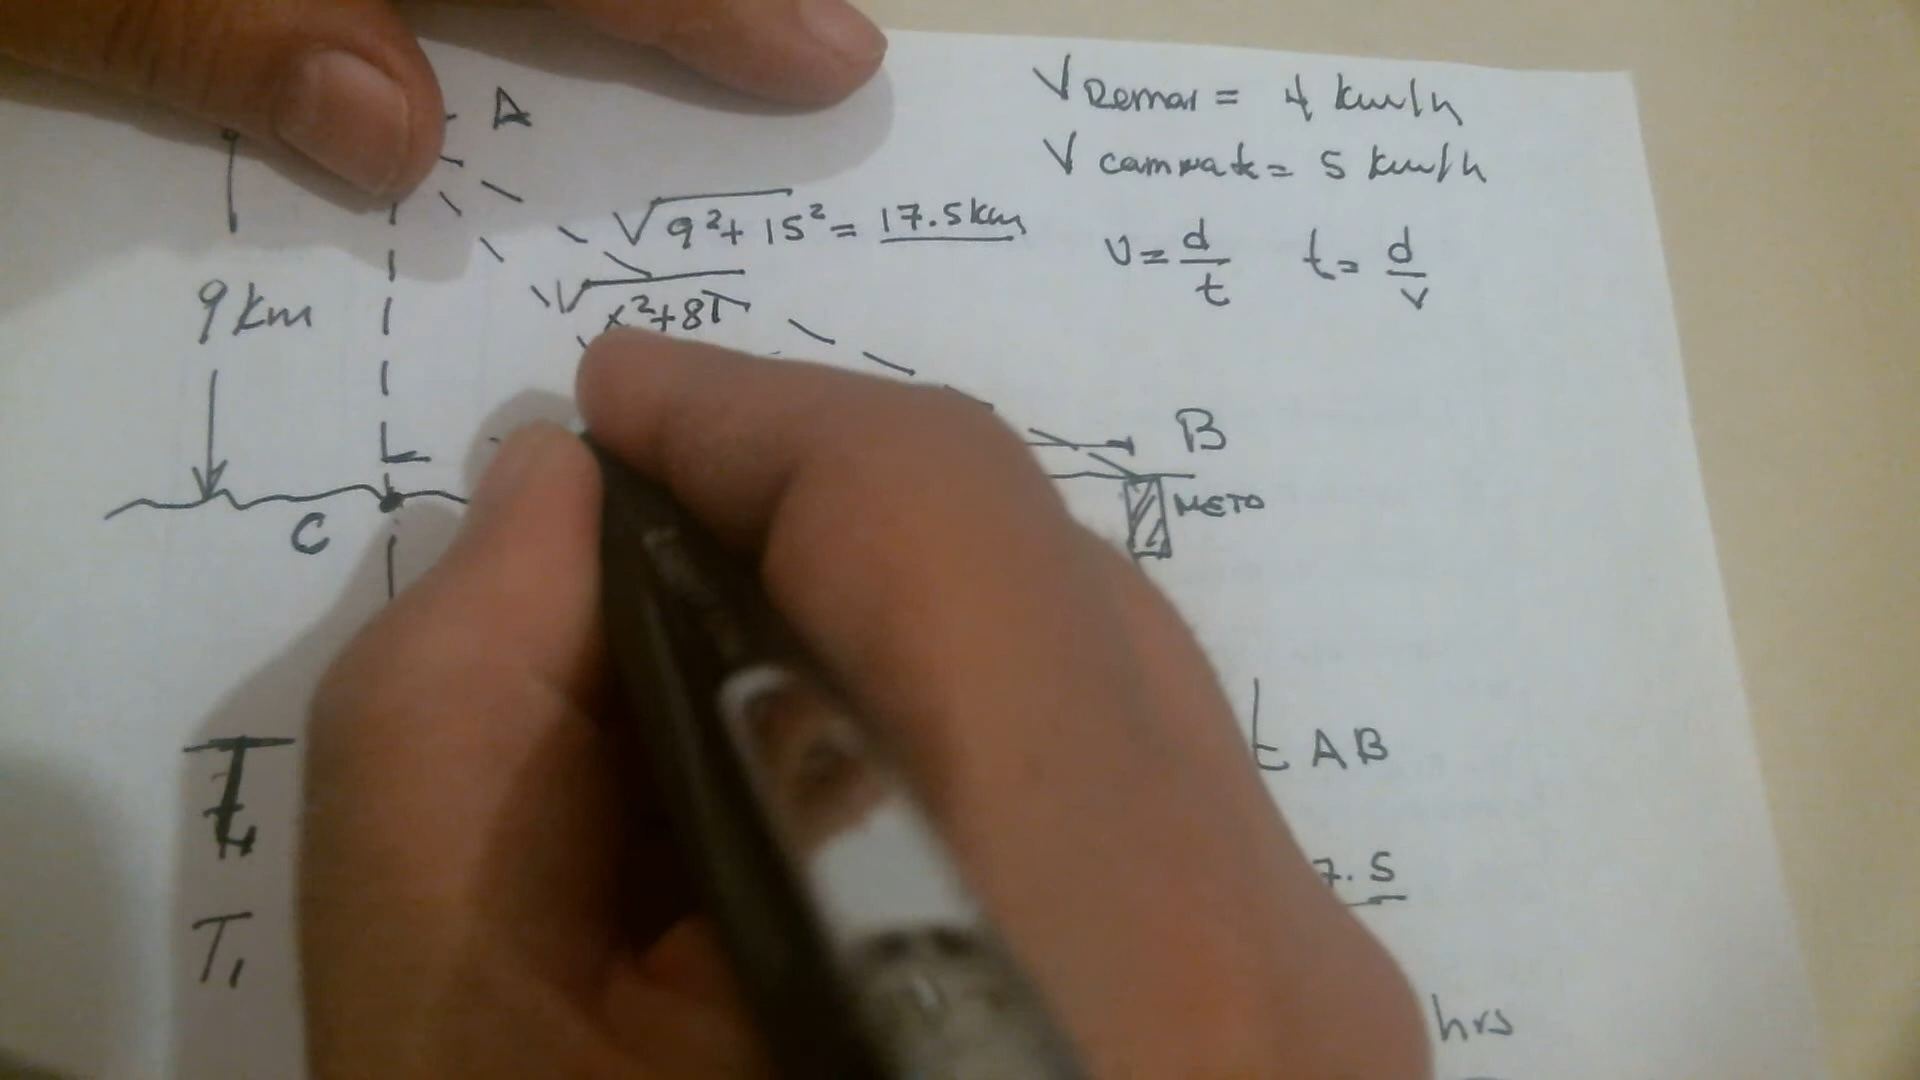 V Remar = 4 km/h
A
V caminate = 5 km/h
√9²+15² = 17.5 km
v = d/t t = d/v
9 km
√x²+81
B
META
C
t AB
7.5
T₁
hrs